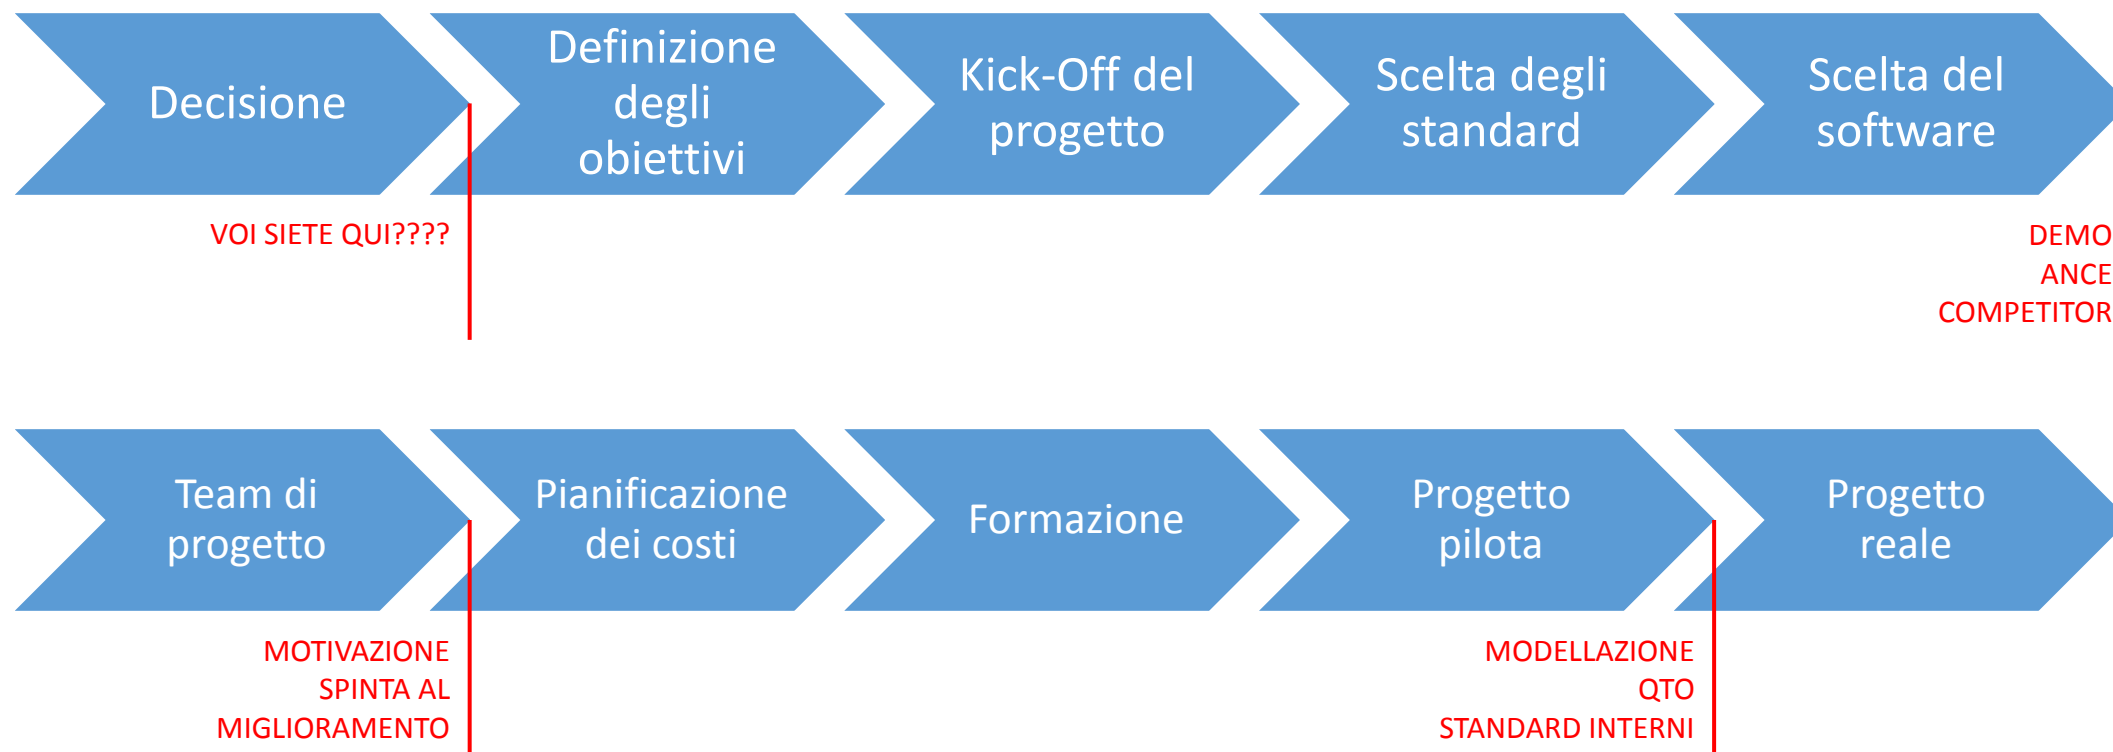 Decisione
Definizione
degli
obiettivi
Kick-Off del
progetto
Scelta degli
standard
Scelta del
software
VOI SIETE QUI????
DEMO
ANCE
COMPETITOR
Team di
progetto
Pianificazione
dei costi
Formazione
Progetto
pilota
Progetto
reale
MOTIVAZIONE
SPINTA AL
MIGLIORAMENTO
MODELLAZIONE
QTO
STANDARD INTERNI